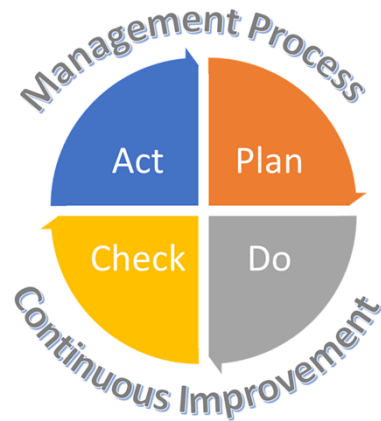 Management Process
Act Plan
Check Do
Continuous Improvement